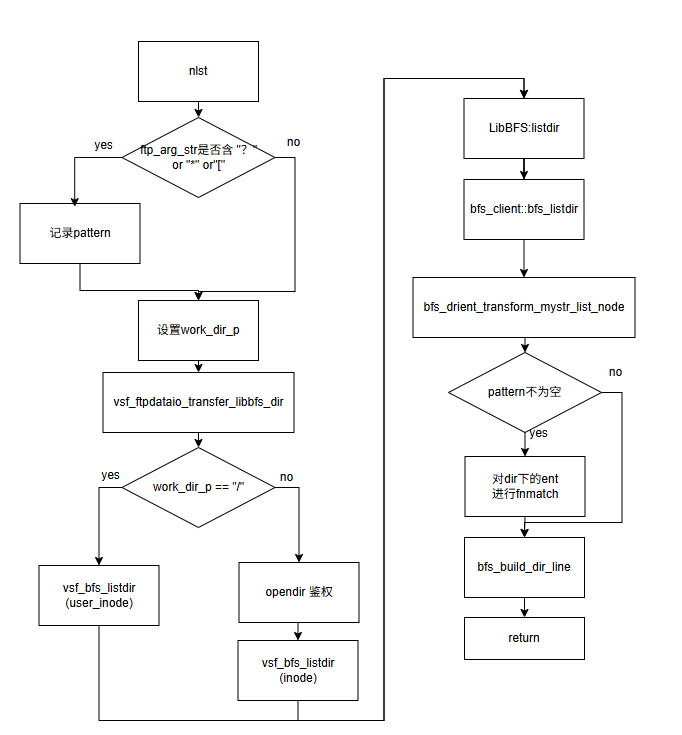 nlst
ftp_arg_str是否含 "？"
or "*" or"["
yes
no
记录pattern
设置work_dir_p
vsf_ftpdataio_transfer_libbfs_dir
work_dir_p == "/"
yes
no
vsf_bfs_listdir
（user_inode）
opendir 鉴权
vsf_bfs_listdir
（inode）
LibBFS:listdir
bfs_client::bfs_listdir
bfs_drient_transform_mystr_list_node
pattern不为空
no
yes
对dir下的ent
进行fnmatch
bfs_build_dir_line
return